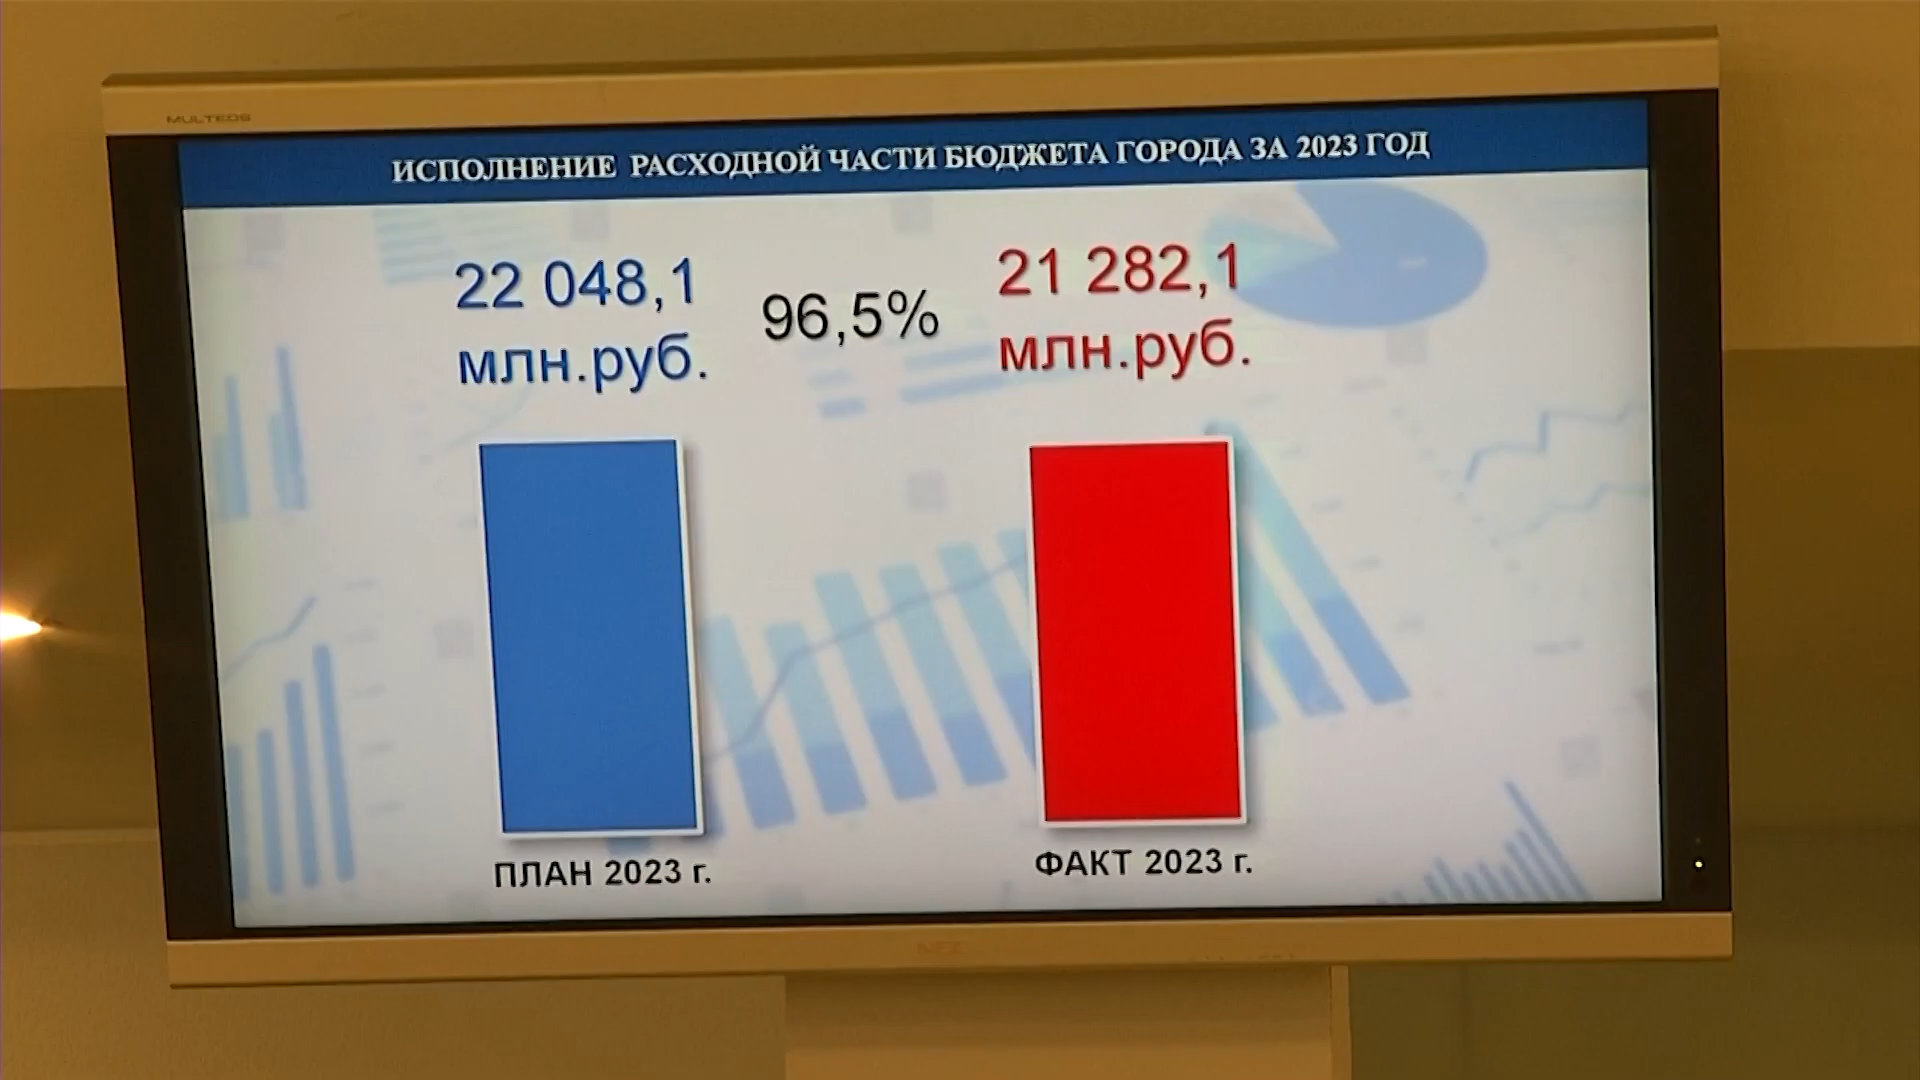 MULTEOS
ИСПОЛНЕНИЕ РАСХОДНОЙ ЧАСТИ БЮДЖЕТА ГОРОДА ЗА 2023 ГОД
22 048,1
млн.руб.
96,5%
21 282,1
млн.руб.
ПЛАН 2023 г.
ФАКТ 2023 г.
NEC